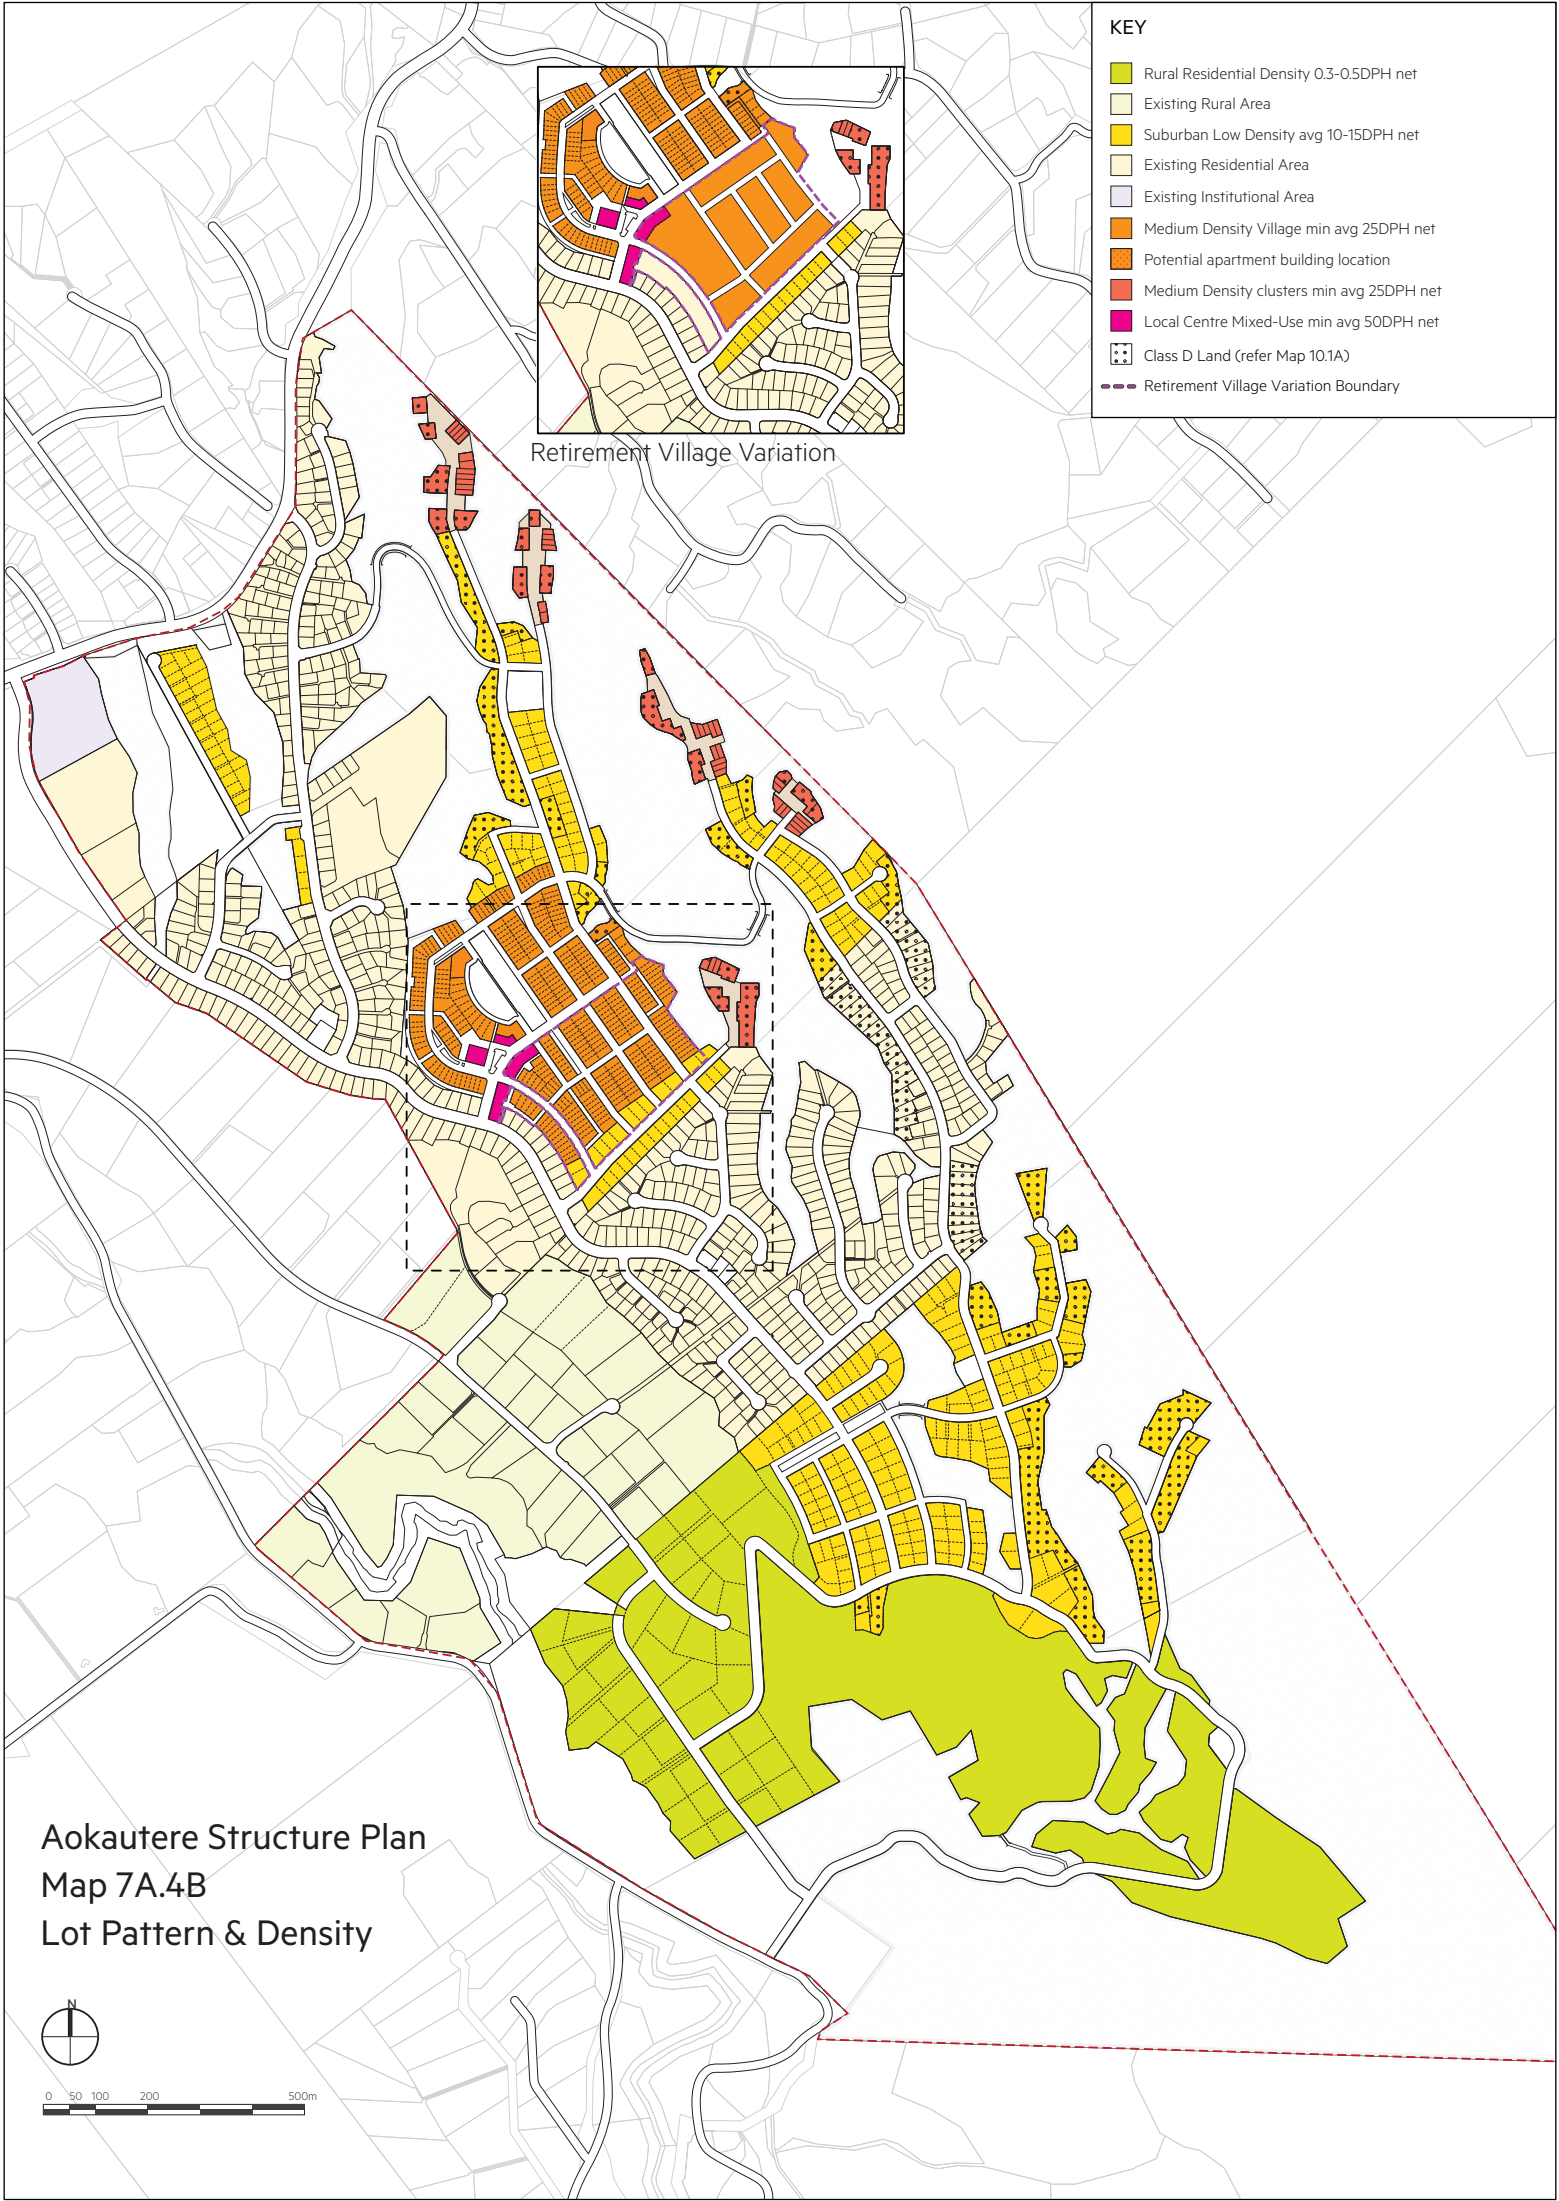 KEY
Rural Residential Density 0.3-0.5DPH net
Existing Rural Area
Suburban Low Density avg 10-15DPH net
Existing Residential Area
Existing Institutional Area
Medium Density Village min avg 25DPH net
Potential apartment building location
Medium Density clusters min avg 25DPH net
Local Centre Mixed-Use min avg 50DPH net
Class D Land (refer Map 10.1A)
Retirement Village Variation Boundary
Retirement Village Variation
Aokautere Structure Plan
Map 7A.4B
Lot Pattern & Density
N
0 50 100 200 500m